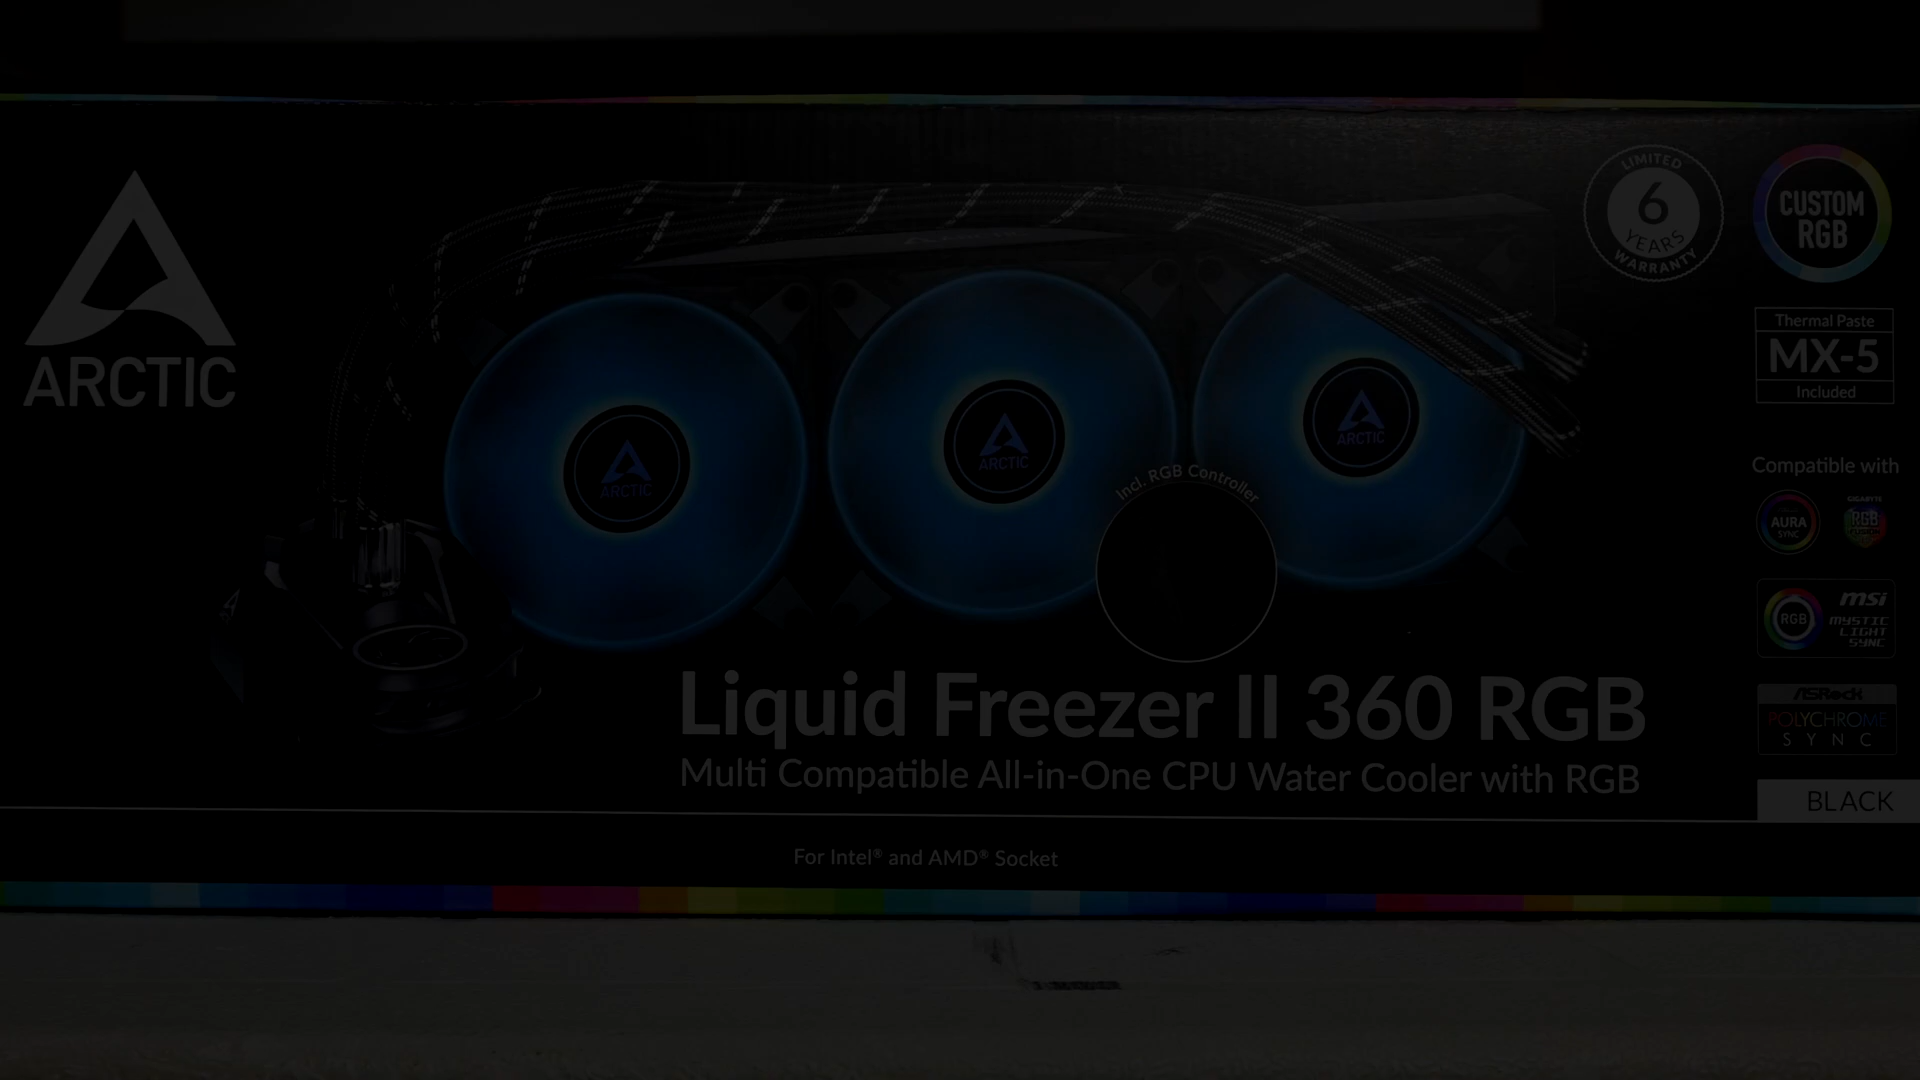 ARCTIC
LIMITED
6
YEARS
WARRANTY
CUSTOM
RGB
Thermal Paste
MX-5
Included
ARCTIC
ARCTIC
ARCTIC
Incl. RGB Controller
Compatible with
AURA
SYNC
GIGABYTE
RGB
FUSION
RGB
msi
MYSTIC
LIGHT
SYNC
ASRock
POLYCHROME
SYNC
Liquid Freezer II 360 RGB
Multi Compatible All-in-One CPU Water Cooler with RGB
BLACK
For Intel® and AMD® Socket